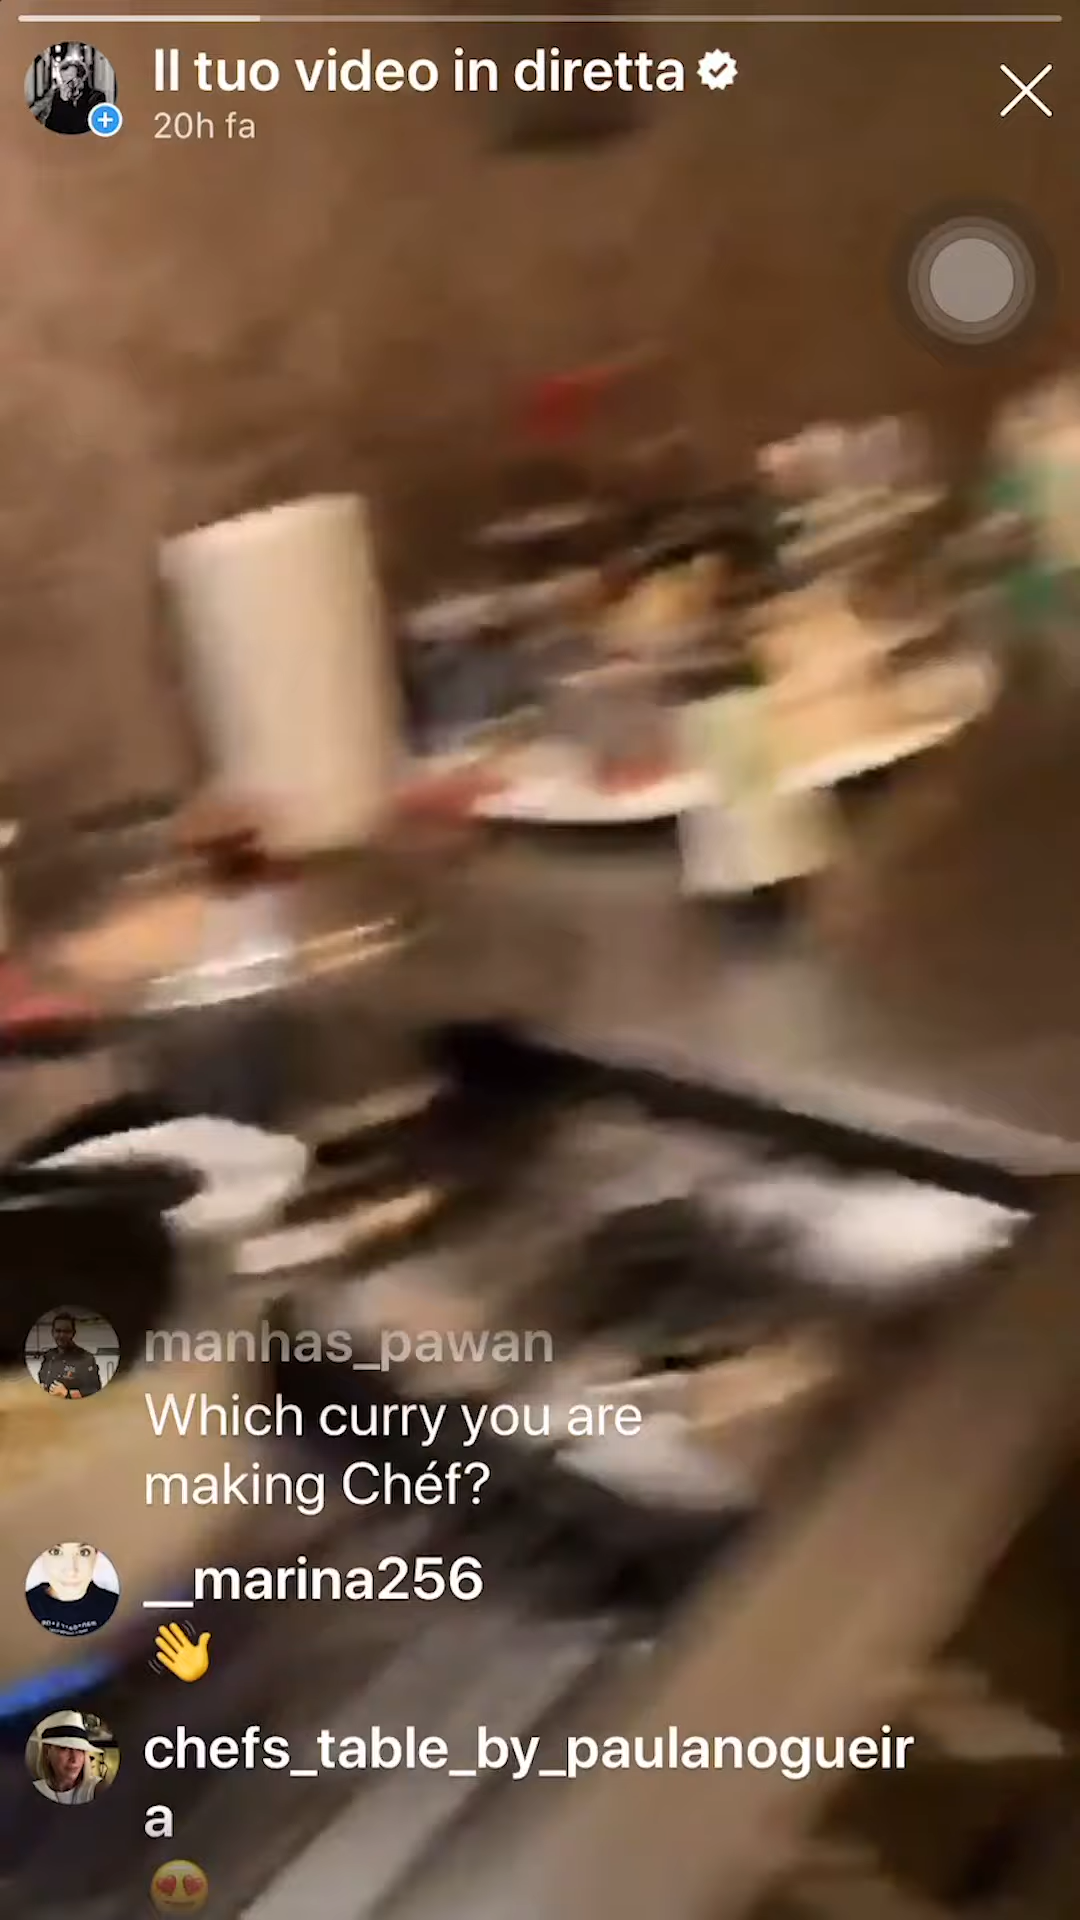 Il tuo video in diretta
20h fa
manhas_pawan
Which curry you are
making Chéf?
__marina256
👋
chefs_table_by_paulanogueir
a
😍